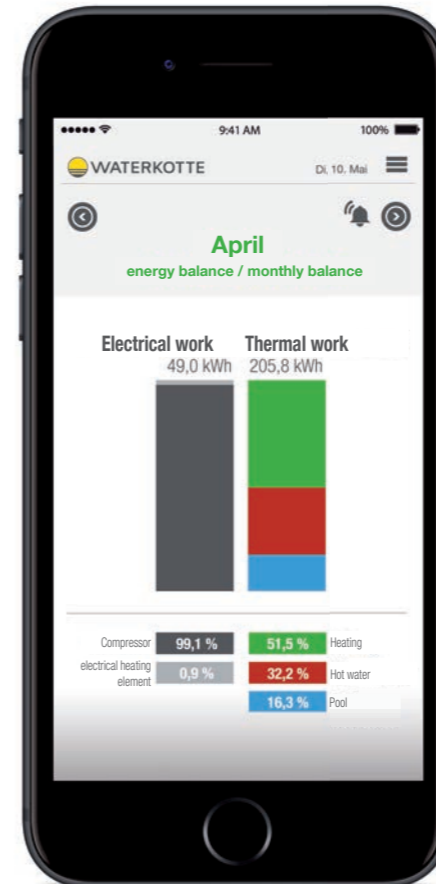 9:41 AM 100%
WATERKOTTE Di, 10. Mai
April
energy balance / monthly balance
Electrical work Thermal work
49,0 kWh 205,8 kWh
Compressor 99,1 % 51,5 % Heating
electrical heating
element 0,9 % 32,2 % Hot water
16,3 % Pool